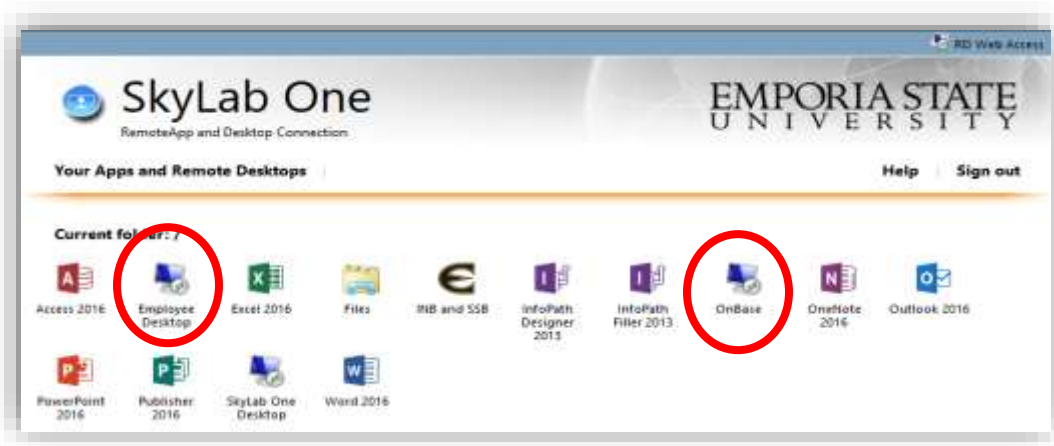 RD Web Access
SkyLab One
RemoteApp and Desktop Connection
EMPORIA STATE
UNIVERSITY
Your Apps and Remote Desktops
Help
Sign out
Current folder: /
Access 2016
Employee
Desktop
Excel 2016
Files
INB and SSB
InfoPath
Designer
2013
InfoPath
Filler 2013
OnBase
OneNote
2016
Outlook 2016
PowerPoint
2016
Publisher
2016
SkyLab One
Desktop
Word 2016